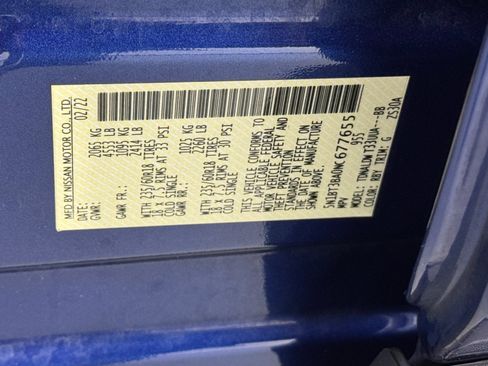 MFD BY NISSAN MOTOR CO., LTD.
02/22
GVWR: 2065 KG
4553 LB
GAWR FR: 1095 KG
2414 LB
WITH 235/60R18 TIRES
18 X 7.5 RIMS AT 33 PSI
COLD SINGLE
GAWR RR: 1025 KG
2260 LB
WITH 235/60R18 TIRES
18 X 7.5 RIMS AT 30 PSI
COLD SINGLE
THIS VEHICLE CONFORMS TO ALL
APPLICABLE FEDERAL
MOTOR VEHICLE SAFETY AND
THEFT PREVENTION
STANDARDS IN EFFECT ON
THE DATE OF MANUFACTURE
SHOWN ABOVE.
677655
MPV 955
MODEL:
COLOR: RBY TRIM: G
ZS30A